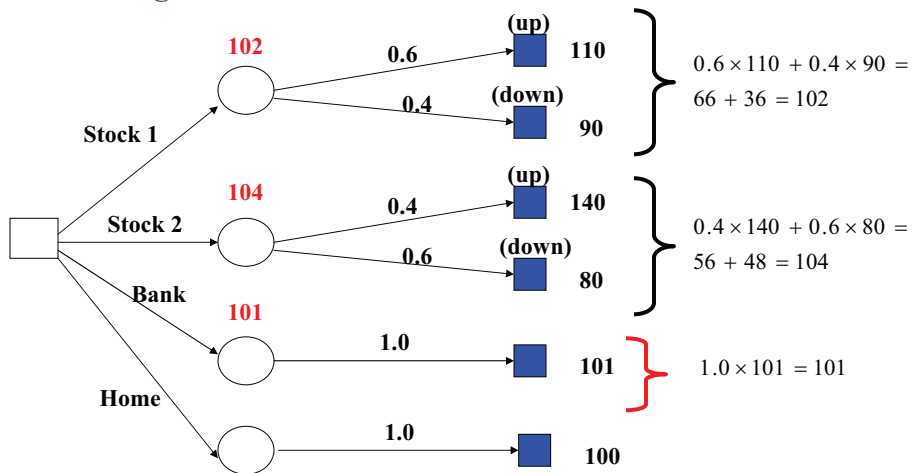 (up)
102
0.6
110
0.6 × 110 + 0.4 × 90 =
66 + 36 = 102
0.4
(down)
90
Stock 1
(up)
104
0.4
140
Stock 2
0.4 × 140 + 0.6 × 80 =
56 + 48 = 104
0.6
(down)
80
Bank
101
1.0
101
1.0 × 101 = 101
Home
1.0
100